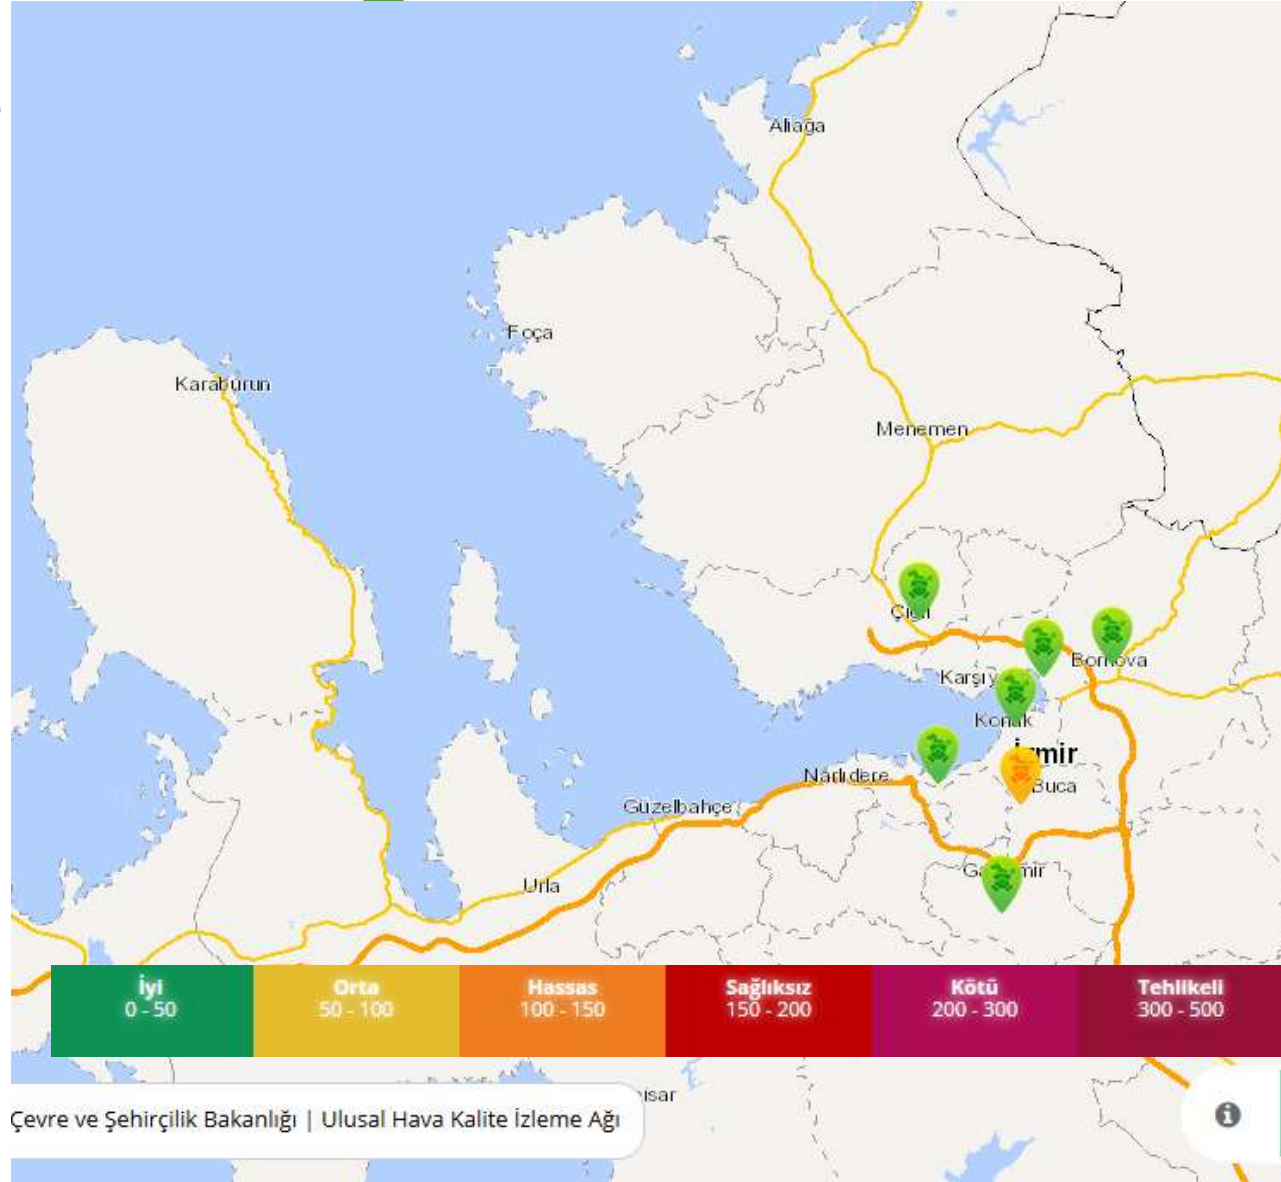 Aliağa
Foça
Karaburun
Menemen
Çiğli
Bornova
Karşıy
Konak
İzmir
Narlıdere
Buca
Güzelbahçe
Urla
İyi
0 - 50
Orta
50 - 100
Hassas
100 - 150
Sağlıksız
150 - 200
Kötü
200 - 300
Tehlikeli
300 - 500
Çevre ve Şehirçilik Bakanlığı | Ulusal Hava Kalite İzleme Ağı